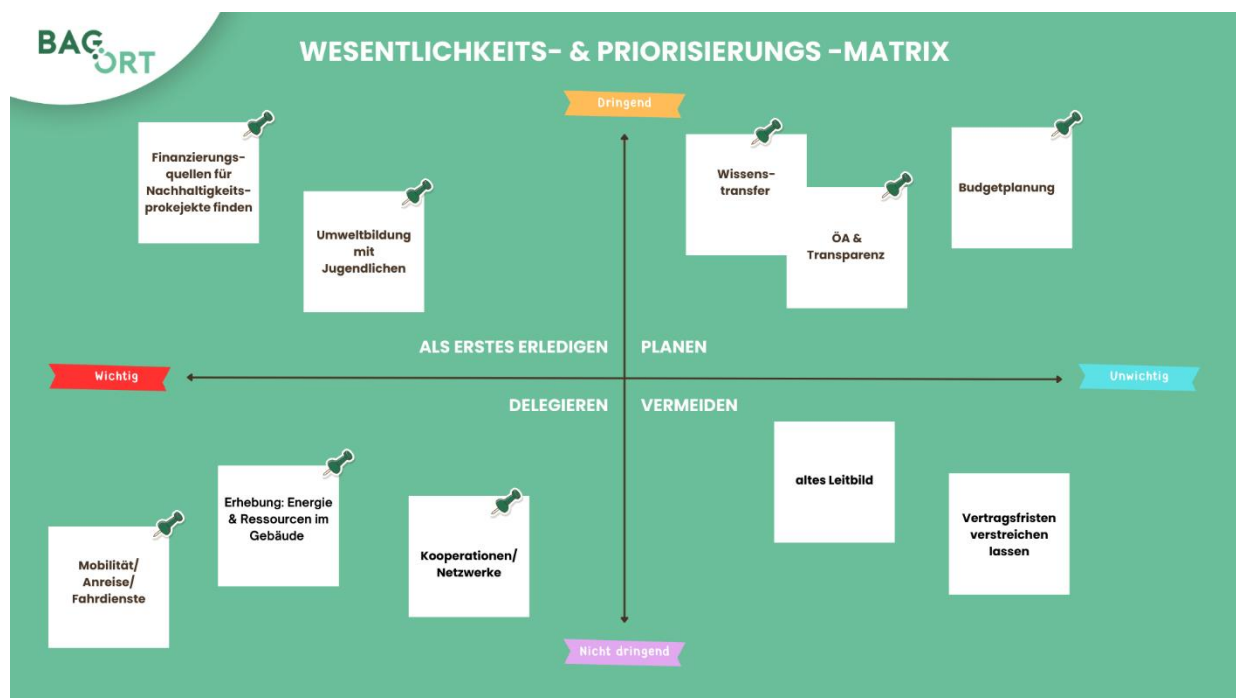 BAG
ORT
WESENTLICHKEITS- & PRIORISIERUNGS -MATRIX
Dringend
Finanzierungs-
quellen für
Nachhaltigkeits-
prokejekte finden
Umweltbildung
mit
Jugendlichen
Wissens-
transfer
ÖA &
Transparenz
Budgetplanung
ALS ERSTES ERLEDIGEN
PLANEN
Wichtig
Unwichtig
DELEGIEREN
VERMEIDEN
Mobilität/
Anreise/
Fahrdienste
Erhebung: Energie
& Ressourcen im
Gebäude
Kooperationen/
Netzwerke
altes Leitbild
Vertragsfristen
verstreichen
lassen
Nicht dringend